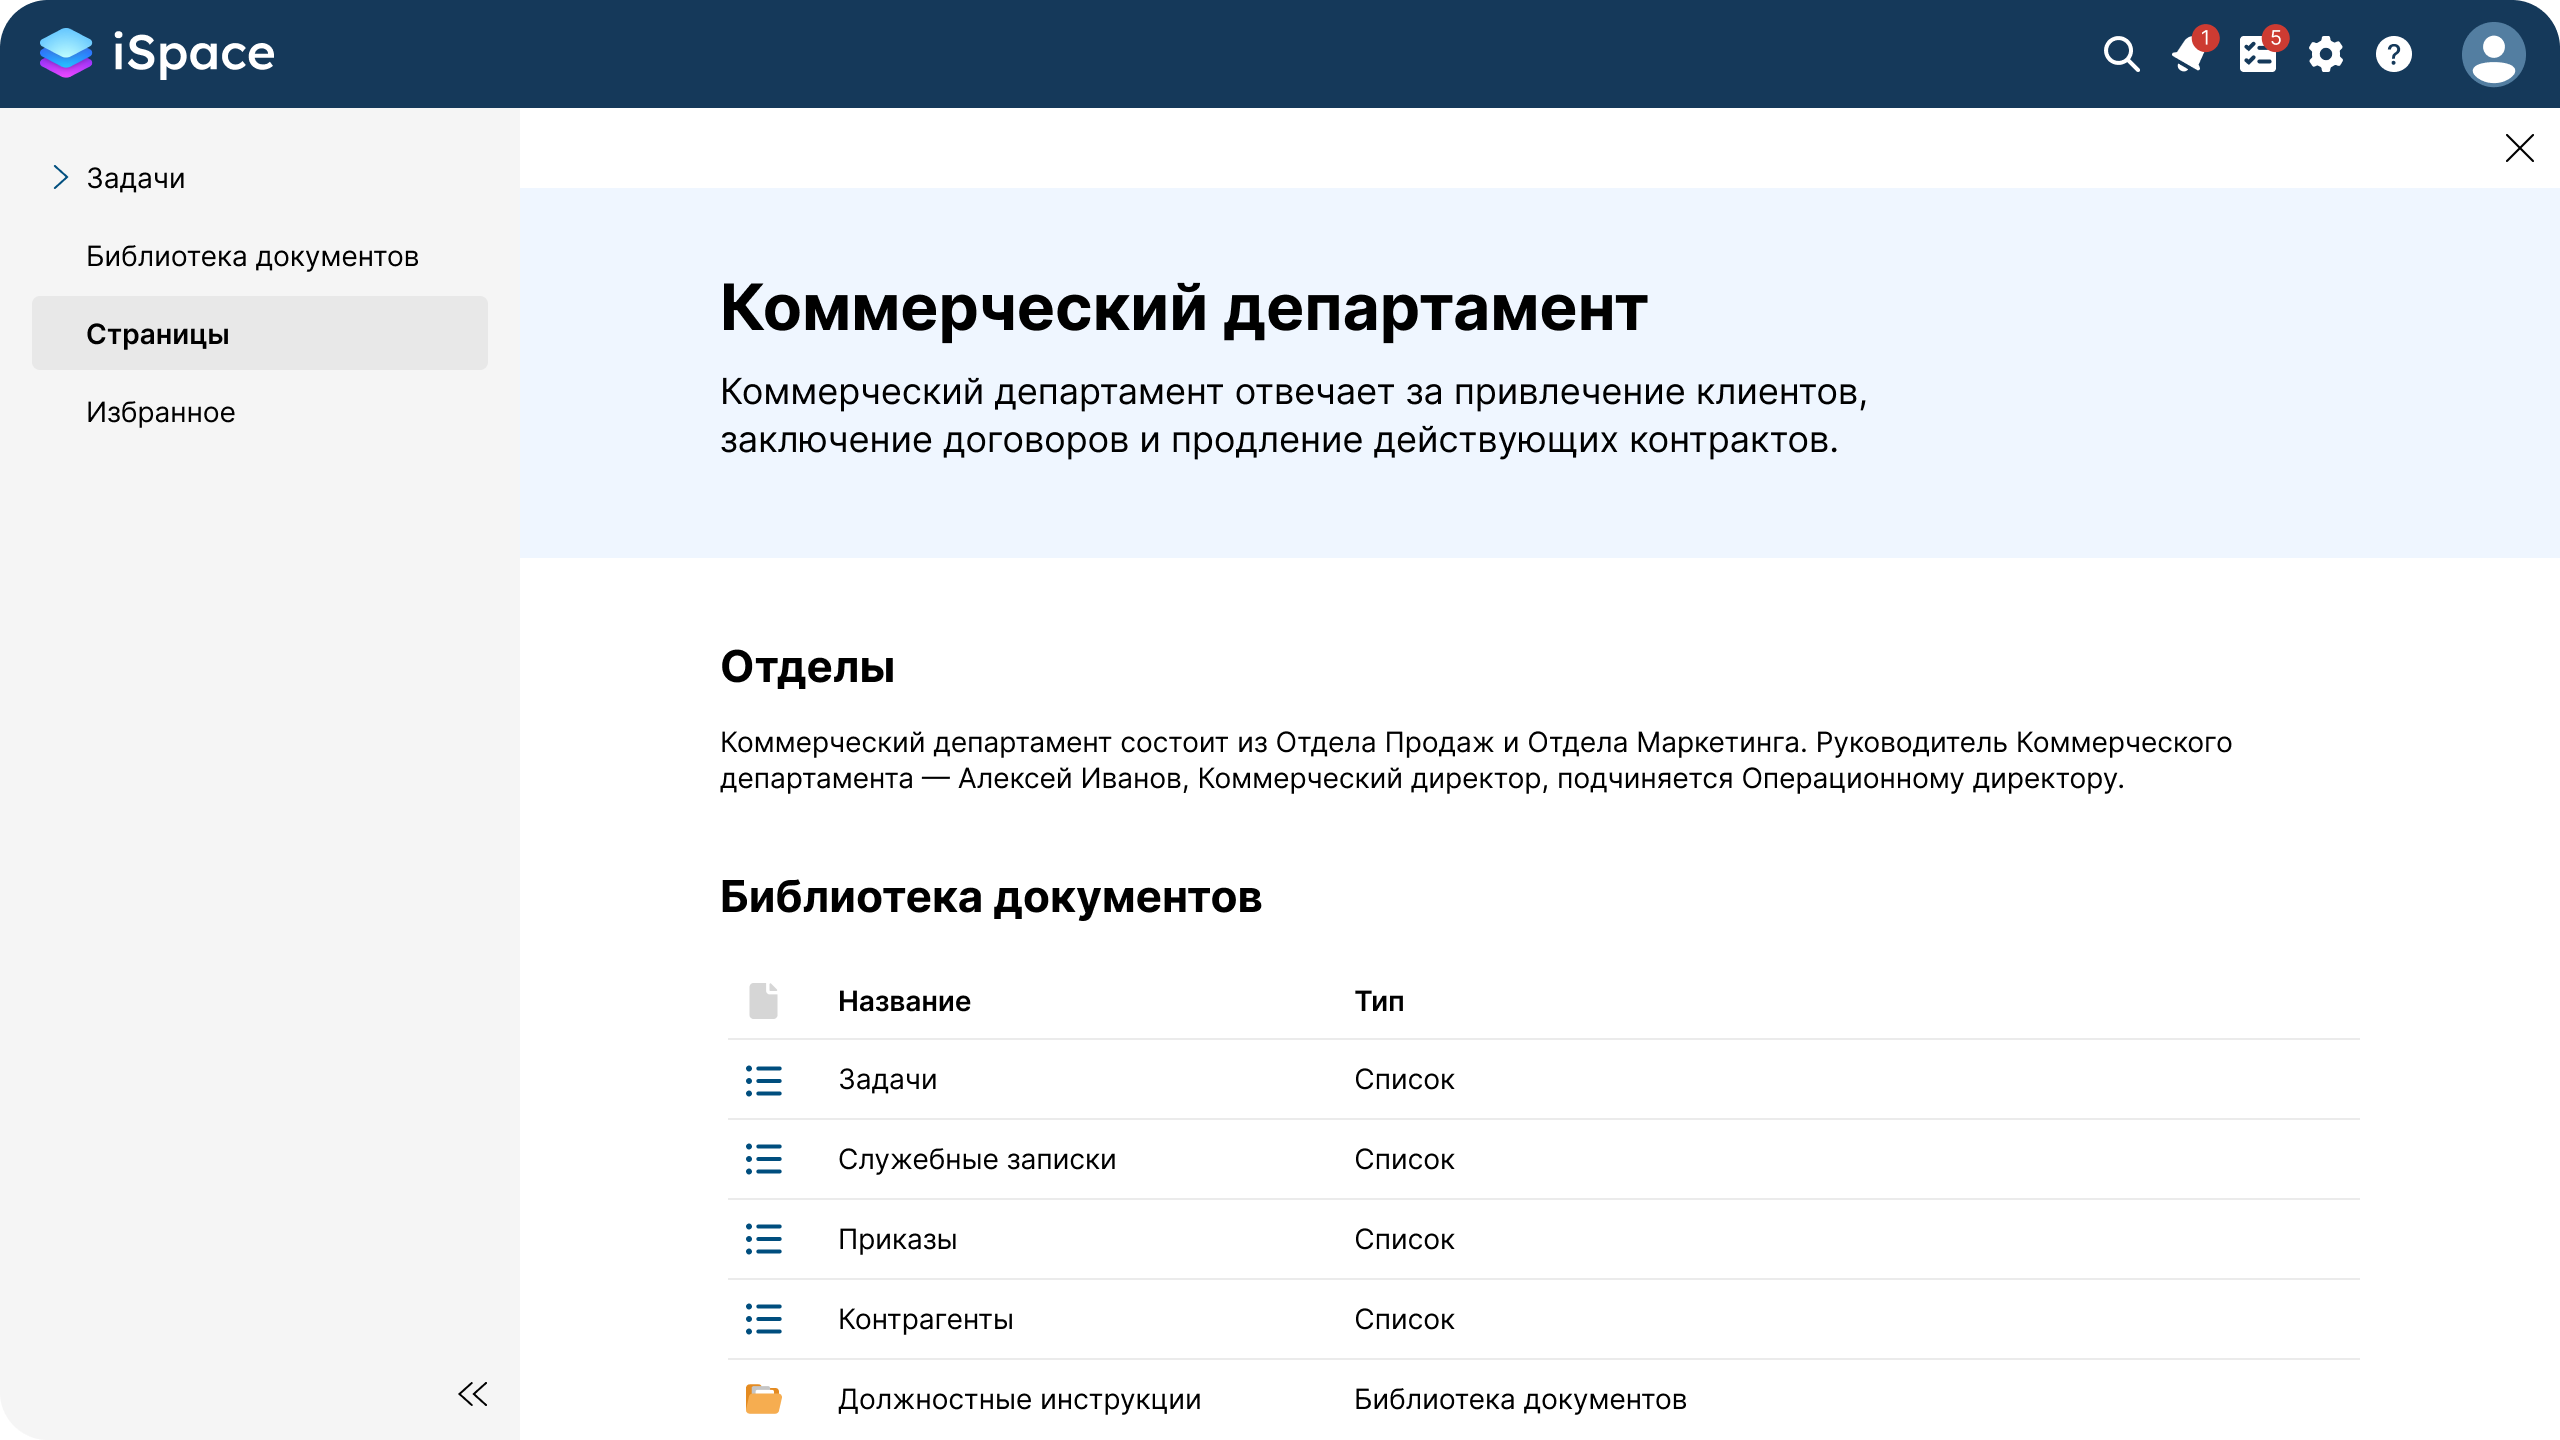 iSpace
1
5
?
Задачи
Библиотека документов
Страницы
Избранное
Коммерческий департамент
Коммерческий департамент отвечает за привлечение клиентов,
заключение договоров и продление действующих контрактов.
Отделы
Коммерческий департамент состоит из Отдела Продаж и Отдела Маркетинга. Руководитель Коммерческого
департамента — Алексей Иванов, Коммерческий директор, подчиняется Операционному директору.
Библиотека документов
Название Тип
Задачи Список
Служебные записки Список
Приказы Список
Контрагенты Список
Должностные инструкции Библиотека документов